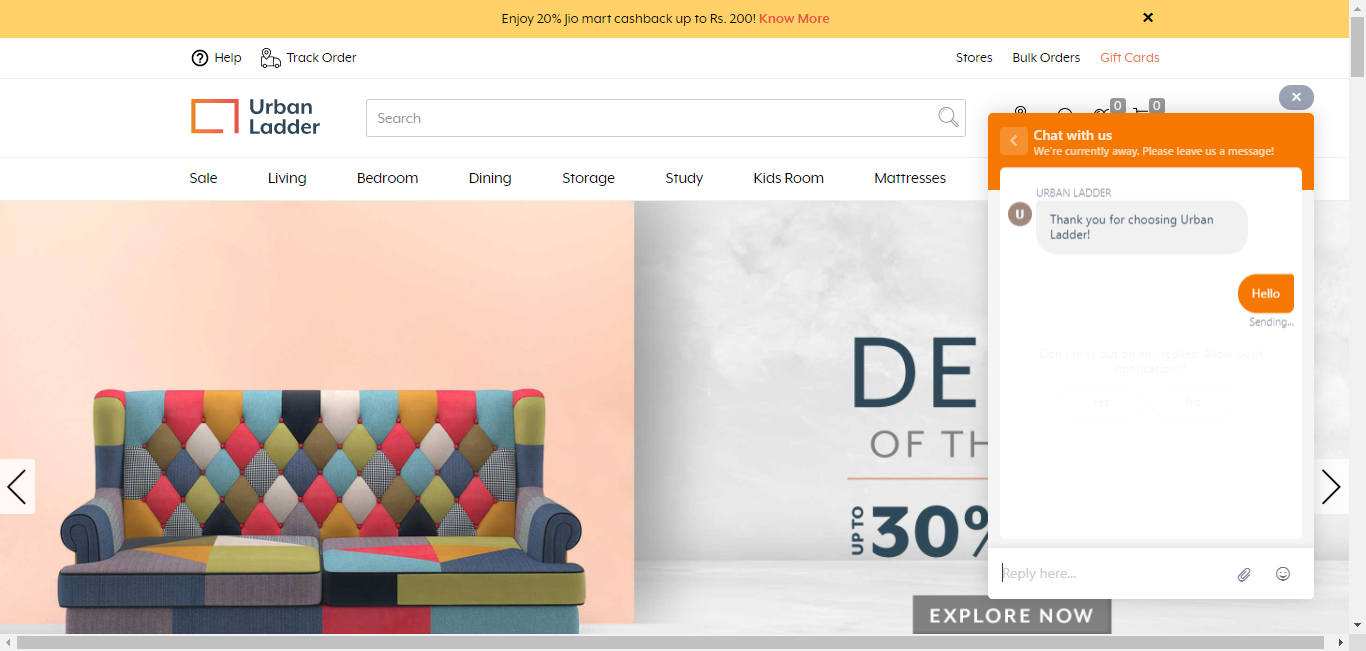 Enjoy 20% Jio mart cashback up to Rs. 200! Know More
Help
Track Order
Stores
Bulk Orders
Gift Cards
Urban
Ladder
Search
0
0
Sale
Living
Bedroom
Dining
Storage
Study
Kids Room
Mattresses
DE
OF TH
UP TO
30%
EXPLORE NOW
Chat with us
We're currently away. Please leave us a message!
URBAN LADDER
U
Thank you for choosing Urban
Ladder!
Hello
Sending...
Don't miss out on any replies! Allow push
notifications?
Yes
No
Reply here...